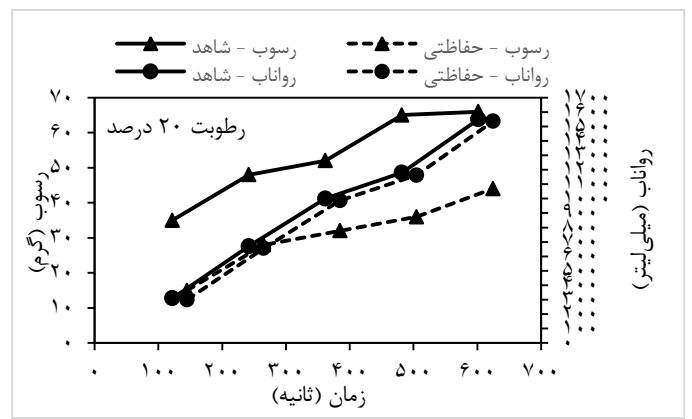 رسوب - شاهد
رسوب - حفاظتی
رواناب - شاهد
رواناب - حفاظتی
رطوبت ۲۰ درصد
رسوب (گرم)
۷۰
۶۰
۵۰
۴۰
۳۰
۲۰
۱۰
۰
۰ ۱۰۰ ۲۰۰ ۳۰۰ ۴۰۰ ۵۰۰ ۶۰۰ ۷۰۰
زمان (ثانیه)
رواناب (میلی‌لیتر)